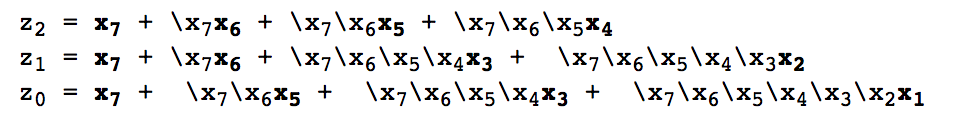 z₂ = x₇ + \x₇x₆ + \x₇\x₆x₅ + \x₇\x₆\x₅x₄
z₁ = x₇ + \x₇x₆ + \x₇\x₆\x₅\x₄x₃ + \x₇\x₆\x₅\x₄\x₃x₂
z₀ = x₇ + \x₇\x₆x₅ + \x₇\x₆\x₅\x₄x₃ + \x₇\x₆\x₅\x₄\x₃\x₂x₁